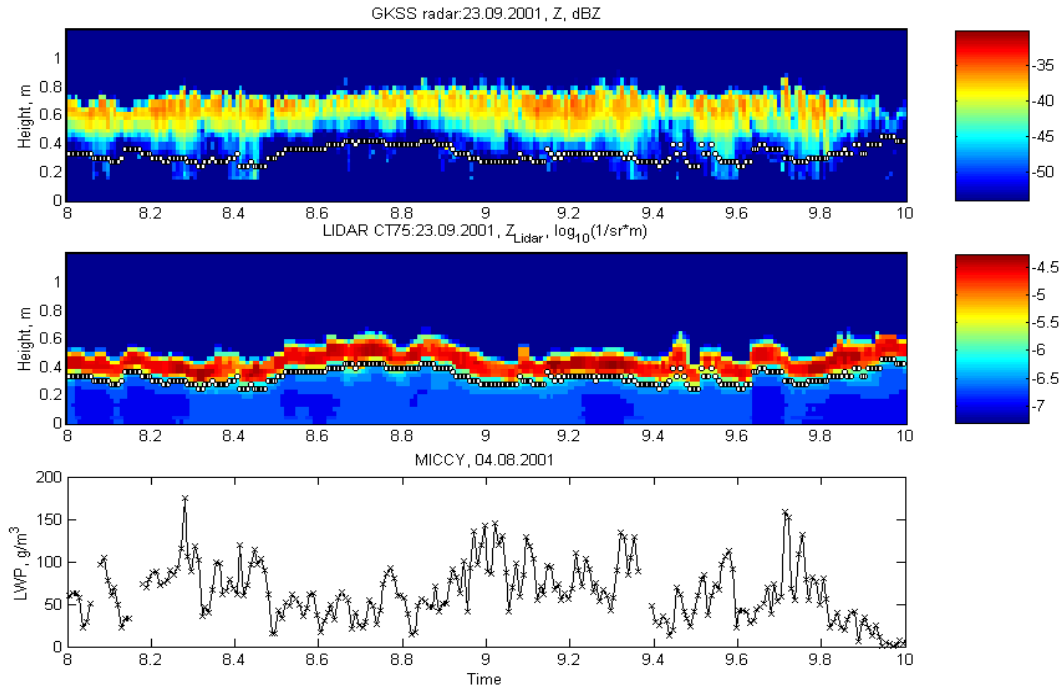 GKSS radar:23.09.2001, Z, dBZ
Height, m
1
0.8
0.6
0.4
0.2
0
8 8.2 8.4 8.6 8.8 9 9.2 9.4 9.6 9.8 10
-35
-40
-45
-50
LIDAR CT75:23.09.2001, Z_Lidar, log_10(1/sr*m)
Height, m
1
0.8
0.6
0.4
0.2
0
8 8.2 8.4 8.6 8.8 9 9.2 9.4 9.6 9.8 10
-4.5
-5
-5.5
-6
-6.5
-7
MICCY, 04.08.2001
LWP, g/m³
200
150
100
50
0
8 8.2 8.4 8.6 8.8 9 9.2 9.4 9.6 9.8 10
Time